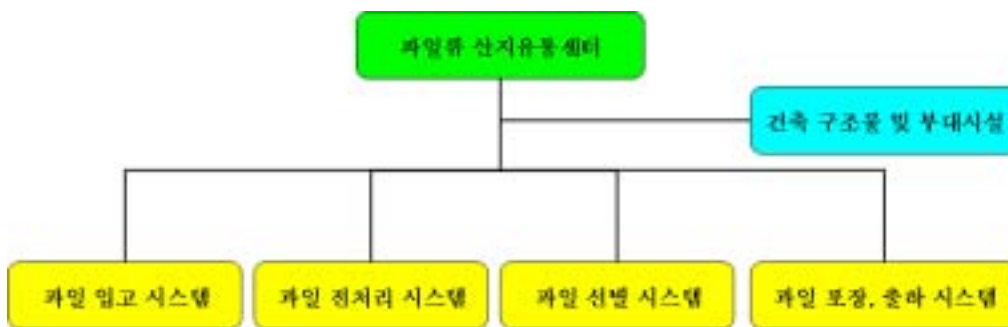 과일류 산지유통센터
건축 구조물 및 부대시설
과일 입고 시스템
과일 전처리 시스템
과일 선별 시스템
과일 포장, 출하 시스템